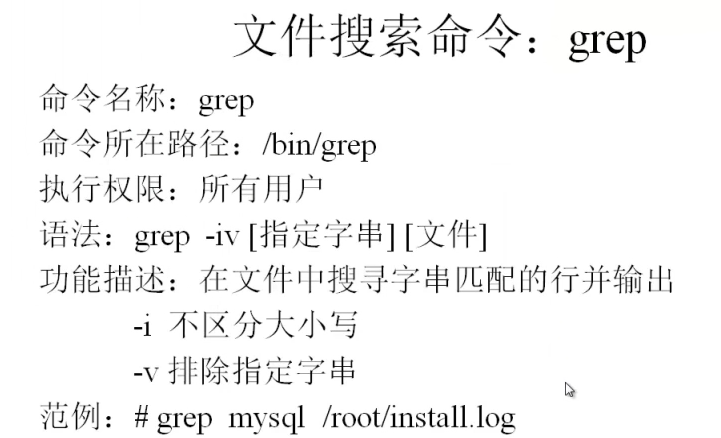 文件搜索命令：grep
命令名称：grep
命令所在路径：/bin/grep
执行权限：所有用户
语法：grep -iv [指定字串] [文件]
功能描述：在文件中搜寻字串匹配的行并输出
-i 不区分大小写
-v 排除指定字串
范例：# grep mysql /root/install.log